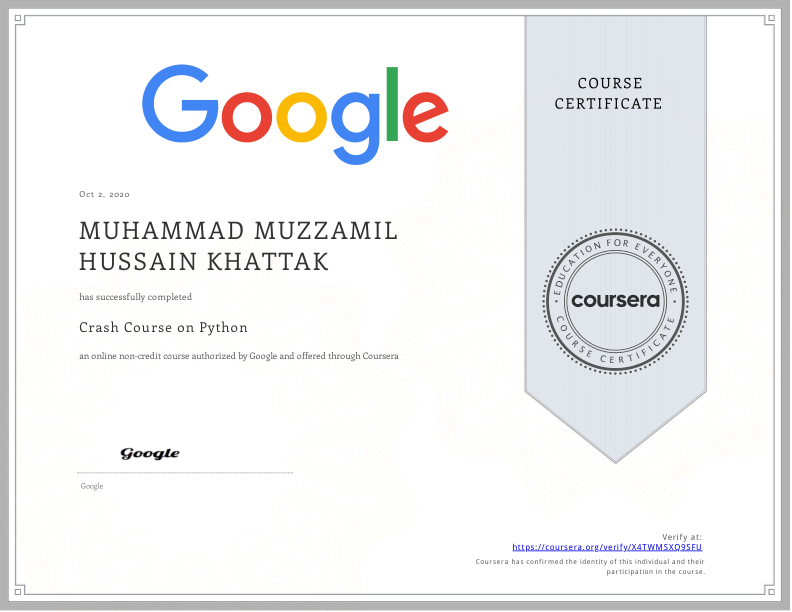 Google
COURSE
CERTIFICATE
Oct 2, 2020
MUHAMMAD MUZZAMIL
HUSSAIN KHATTAK
has successfully completed
Crash Course on Python
an online non-credit course authorized by Google and offered through Coursera
EDUCATION FOR EVERYONE
coursera
COURSE CERTIFICATE
Google
Google
Verify at:
https://coursera.org/verify/X4TWMSXQ9SFU
Coursera has confirmed the identity of this individual and their
participation in the course.